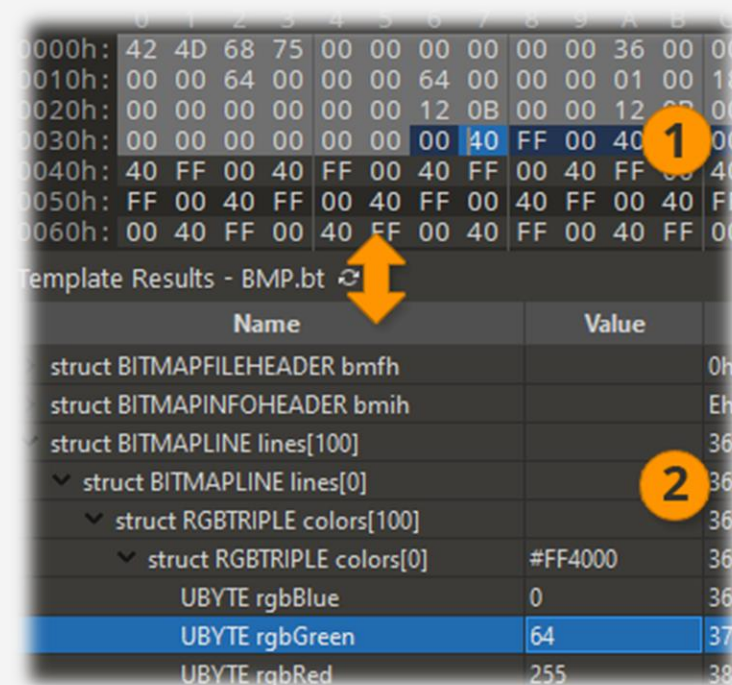 0 1 2 3 4 5 6 7 8 9 A B
0000h: 42 4D 68 75 00 00 00 00 00 00 36 00
0010h: 00 00 64 00 00 00 64 00 00 00 01 00
0020h: 00 00 00 00 00 00 12 0B 00 00 12
0030h: 00 00 00 00 00 00 00 40 FF 00 40
1
0040h: 40 FF 00 40 FF 00 40 FF 00 40 FF
0050h: FF 00 40 FF 00 40 FF 00 40 FF 00 40
0060h: 00 40 FF 00 40 FF 00 40 FF 00 40 FF
Template Results - BMP.bt
Name Value
struct BITMAPFILEHEADER bmfh 0h
struct BITMAPINFOHEADER bmih Eh
struct BITMAPLINE lines[100] 36
struct BITMAPLINE lines[0] 36
2
struct RGBTRIPLE colors[100] 36
struct RGBTRIPLE colors[0] #FF4000 36
UBYTE rgbBlue 0 36
UBYTE rgbGreen 64 37
UBYTE rgbRed 255 38